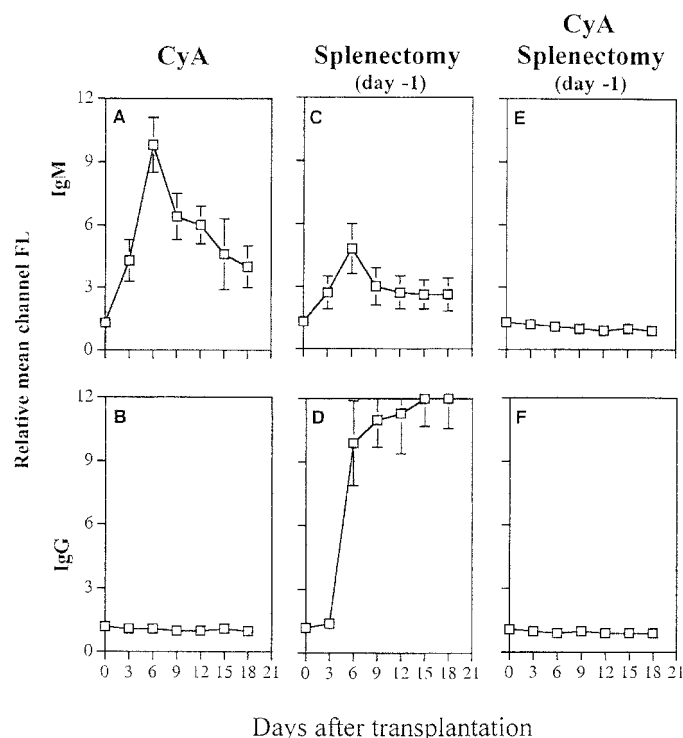 CyA
Splenectomy
(day -1)
CyA
Splenectomy
(day -1)
Relative mean channel FL
IgM
12
9
6
3
0
A
C
E
IgG
12
9
6
3
0
B
D
F
0 3 6 9 12 15 18 21
0 3 6 9 12 15 18 21
0 3 6 9 12 15 18 21
Days after transplantation